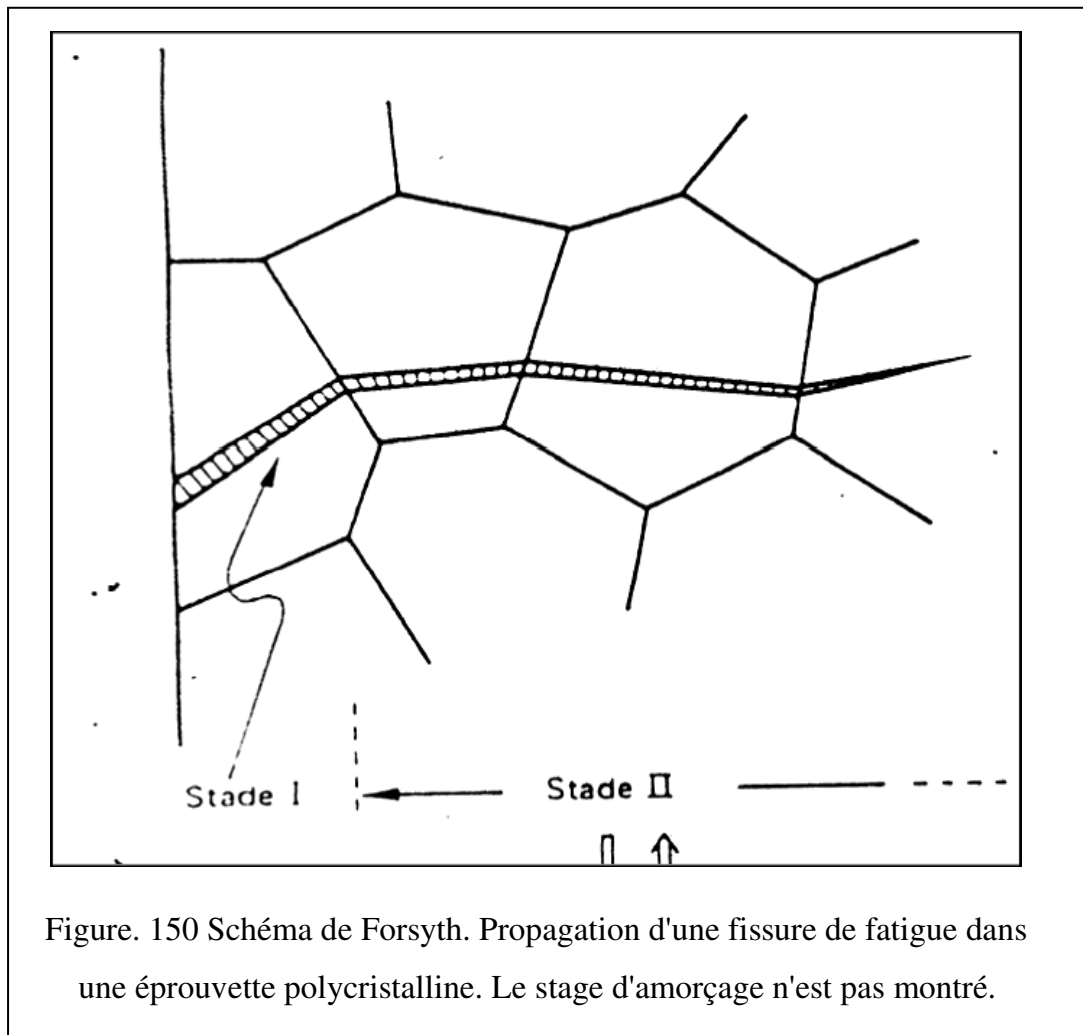 Stade I
Stade II
Figure. 150 Schéma de Forsyth. Propagation d'une fissure de fatigue dans
une éprouvette polycristalline. Le stage d'amorçage n'est pas montré.